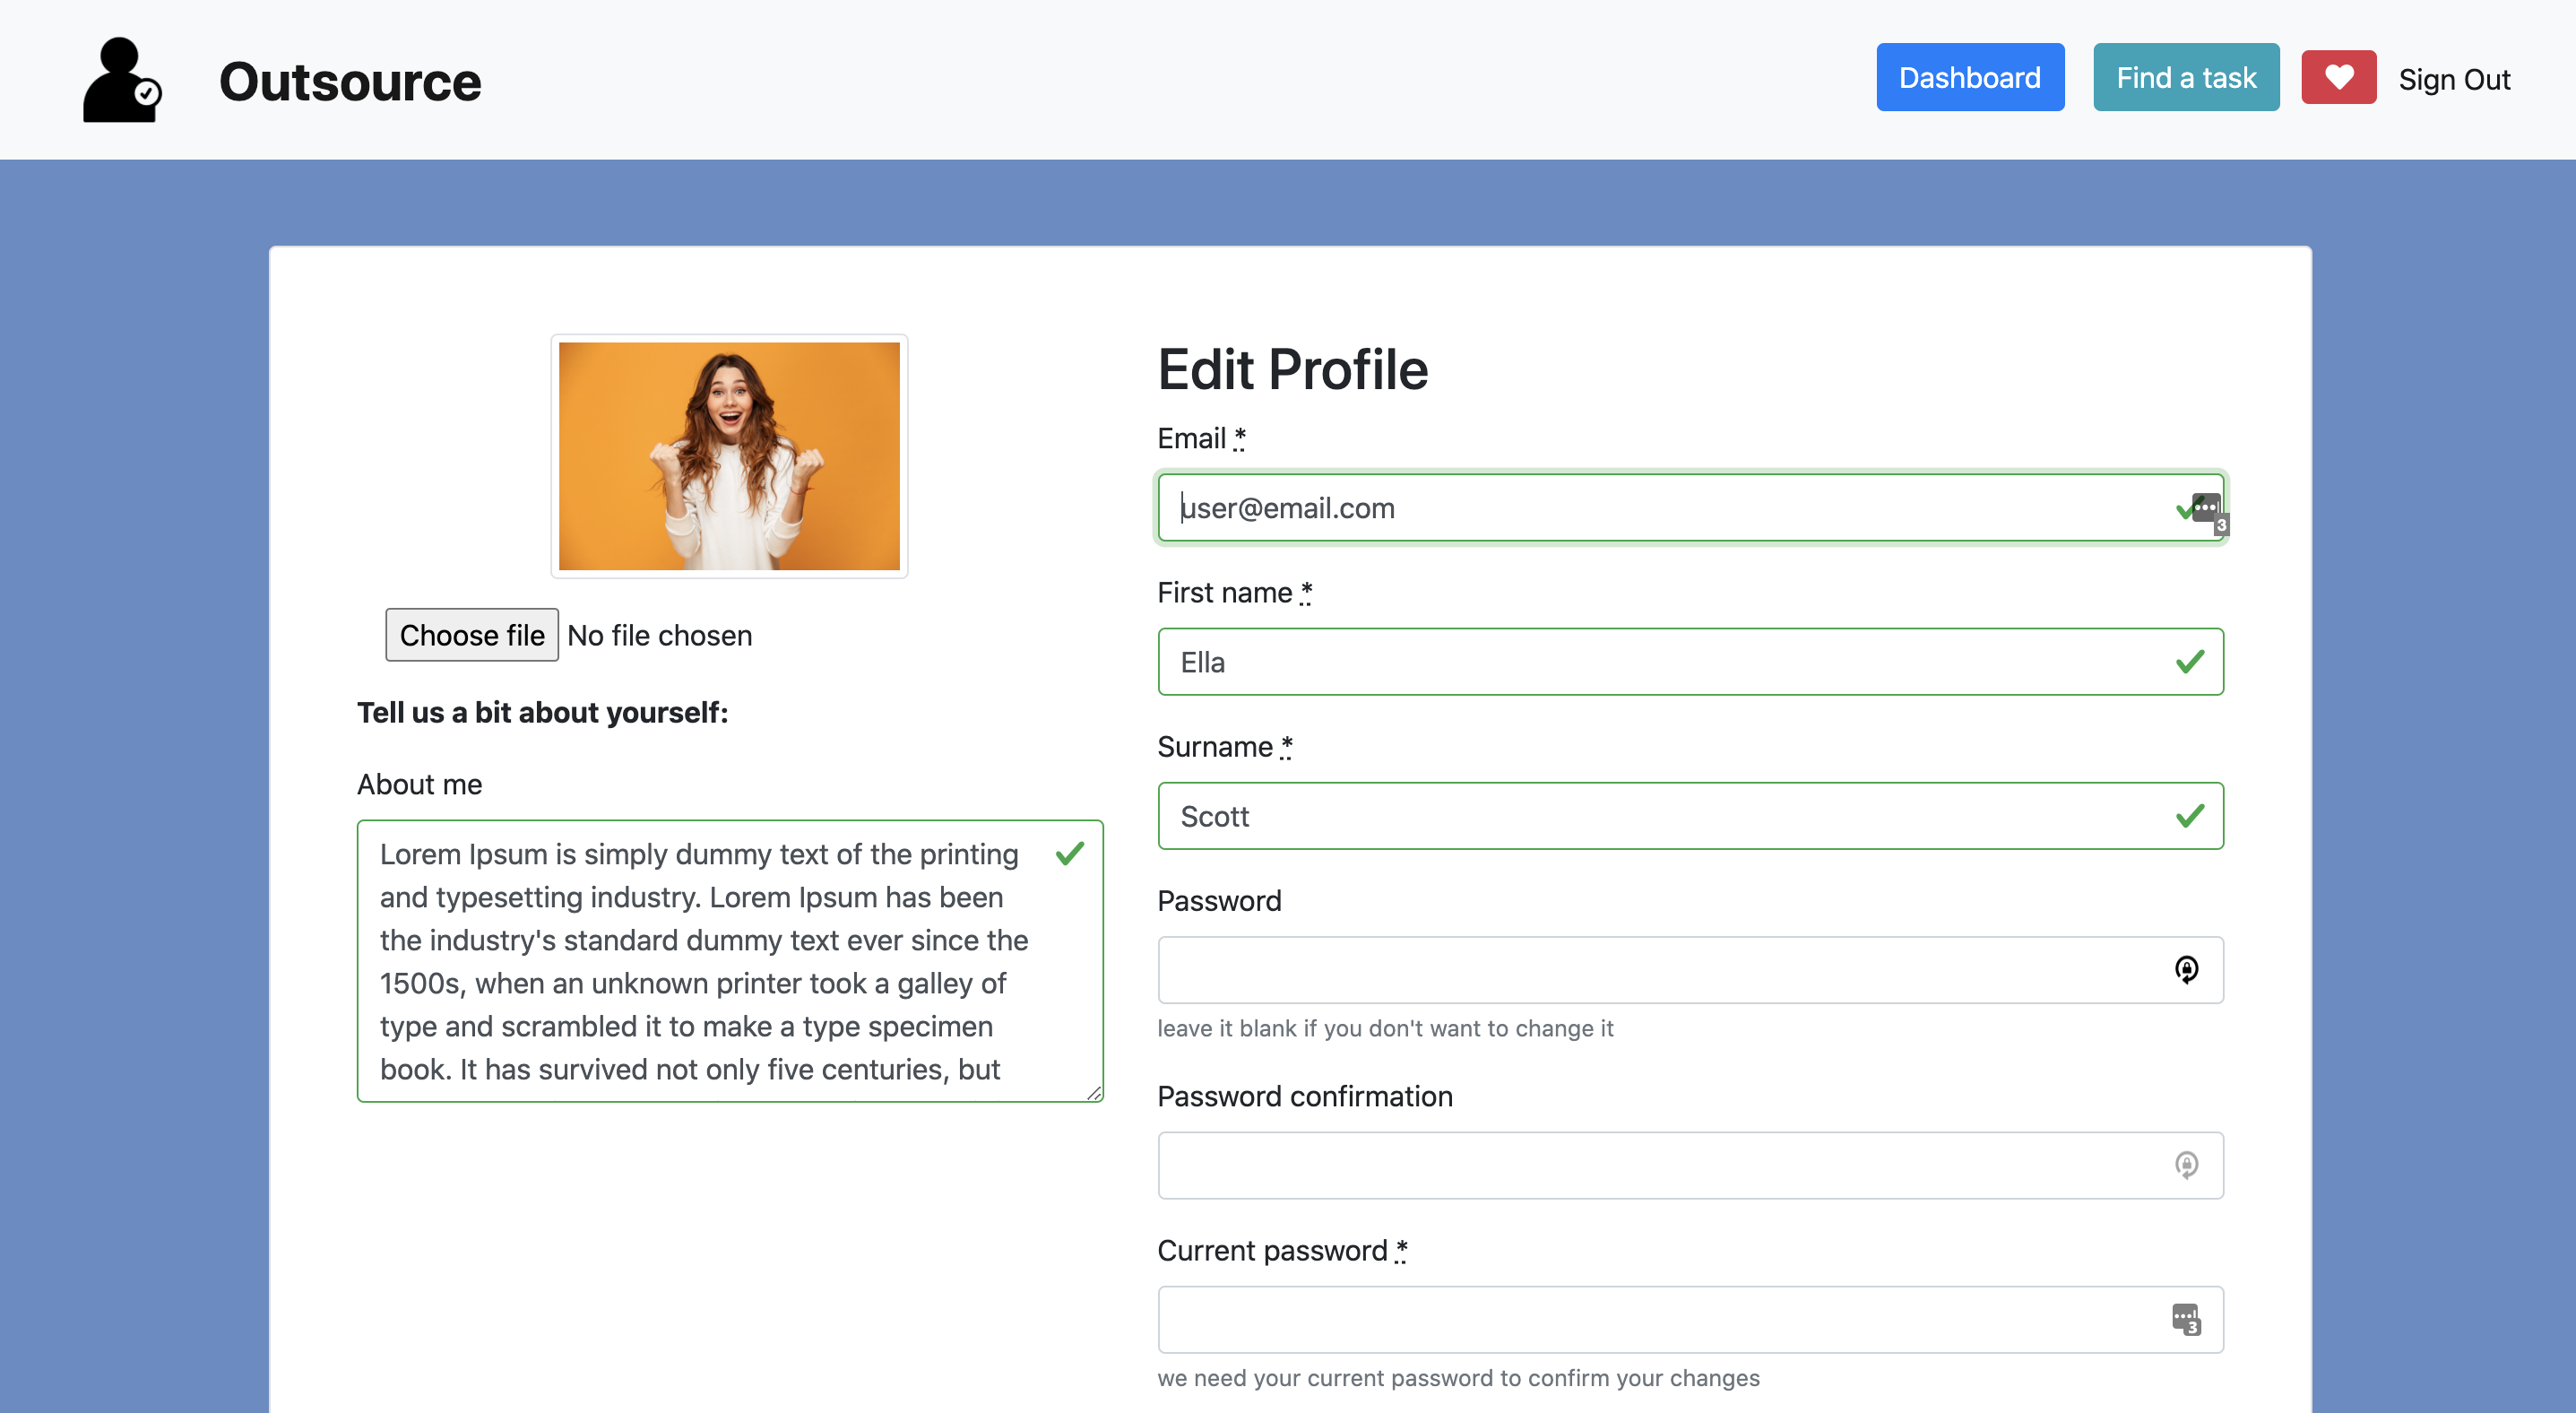 Outsource
Dashboard
Find a task
Sign Out
Choose file No file chosen
Tell us a bit about yourself:
About me
Lorem Ipsum is simply dummy text of the printing
and typesetting industry. Lorem Ipsum has been
the industry's standard dummy text ever since the
1500s, when an unknown printer took a galley of
type and scrambled it to make a type specimen
book. It has survived not only five centuries, but
Edit Profile
Email *
user@email.com
3
First name *
Ella
Surname *
Scott
Password
leave it blank if you don't want to change it
Password confirmation
Current password *
3
we need your current password to confirm your changes